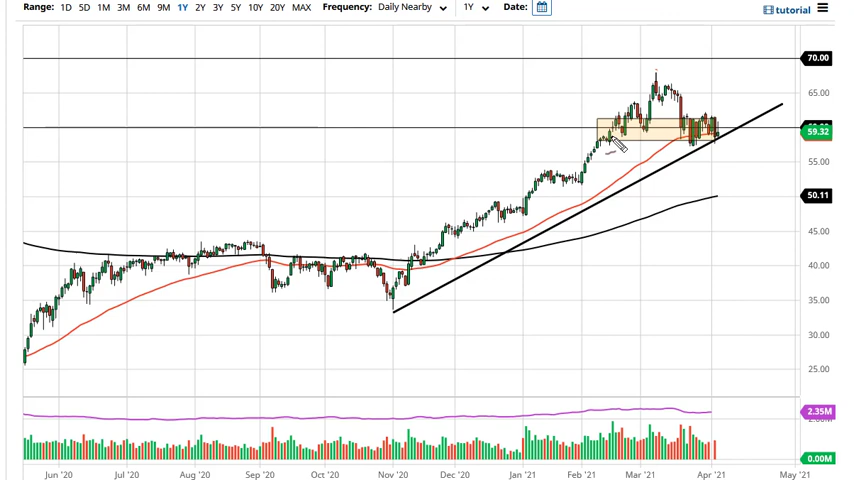 Range: 1D 5D 1M 3M 6M 9M 1Y 2Y 3Y 5Y 10Y 20Y MAX Frequency: Daily Nearby 1Y Date: tutorial
70.00
65.00
59.32
55.00
50.11
45.00
40.00
35.00
30.00
25.00
2.35M
0.00M
Jun '20 Jul '20 Aug '20 Sep '20 Oct '20 Nov '20 Dec '20 Jan '21 Feb '21 Mar '21 Apr '21 May '21